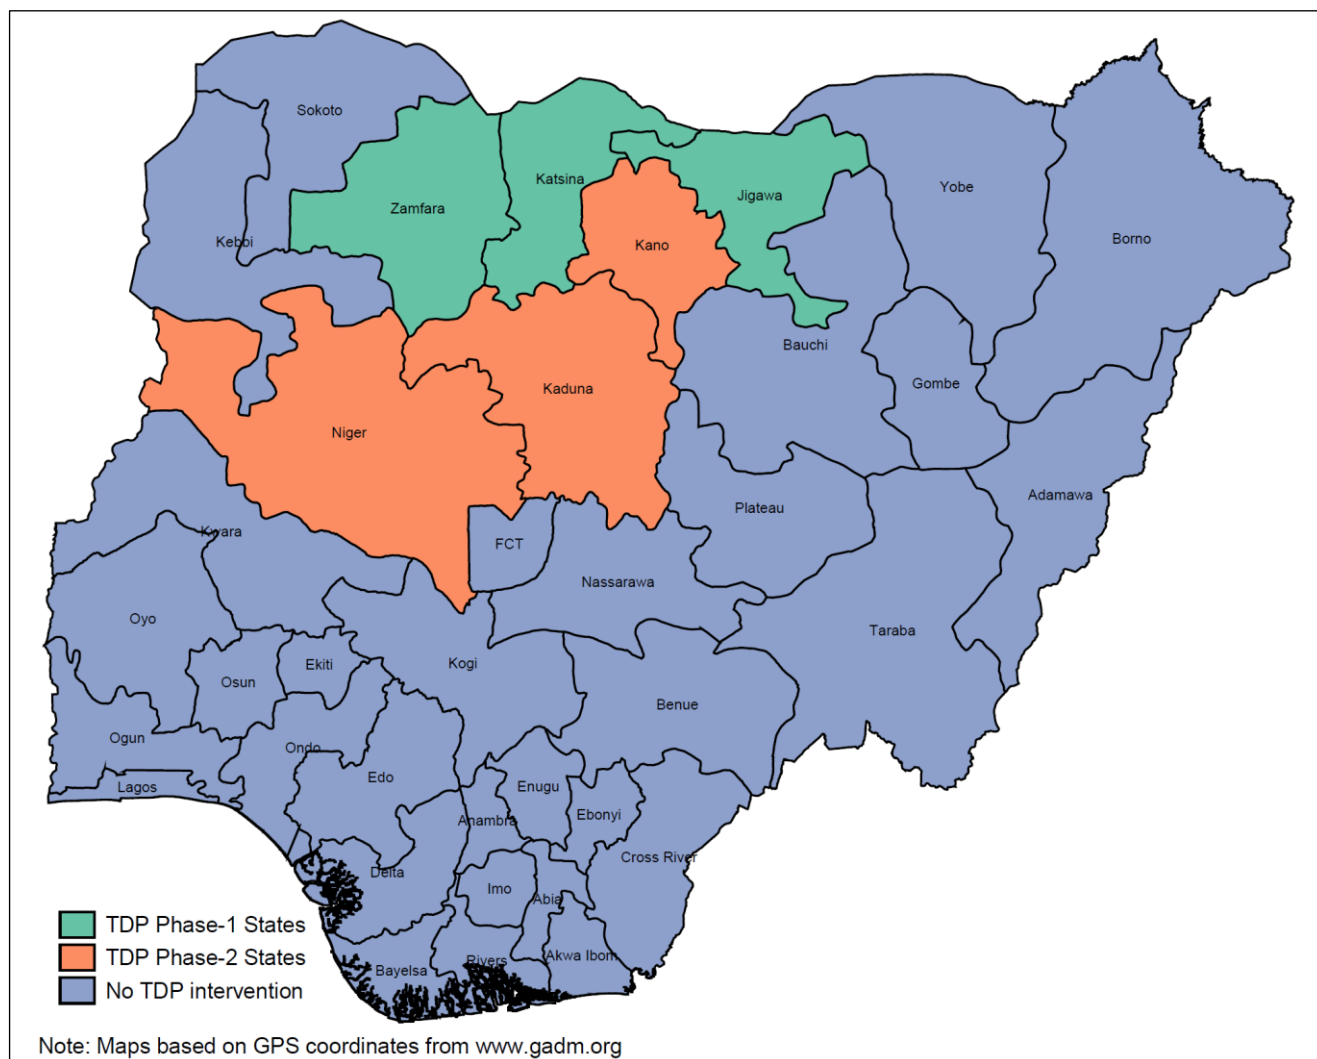 Sokoto
Katsina
Zamfara
Jigawa
Yobe
Kebbi
Kano
Borno
Bauchi
Gombe
Kaduna
Niger
Adamawa
Plateau
Kwara
FCT
Nassarawa
Oyo
Taraba
Ekiti
Kogi
Osun
Benue
Ogun
Ondo
Edo
Lagos
Enugu
Anambra
Ebonyi
Cross River
Delta
Imo
Abia
TDP Phase-1 States
TDP Phase-2 States
Rivers
Akwa Ibom
Bayelsa
No TDP intervention
Note: Maps based on GPS coordinates from www.gadm.org